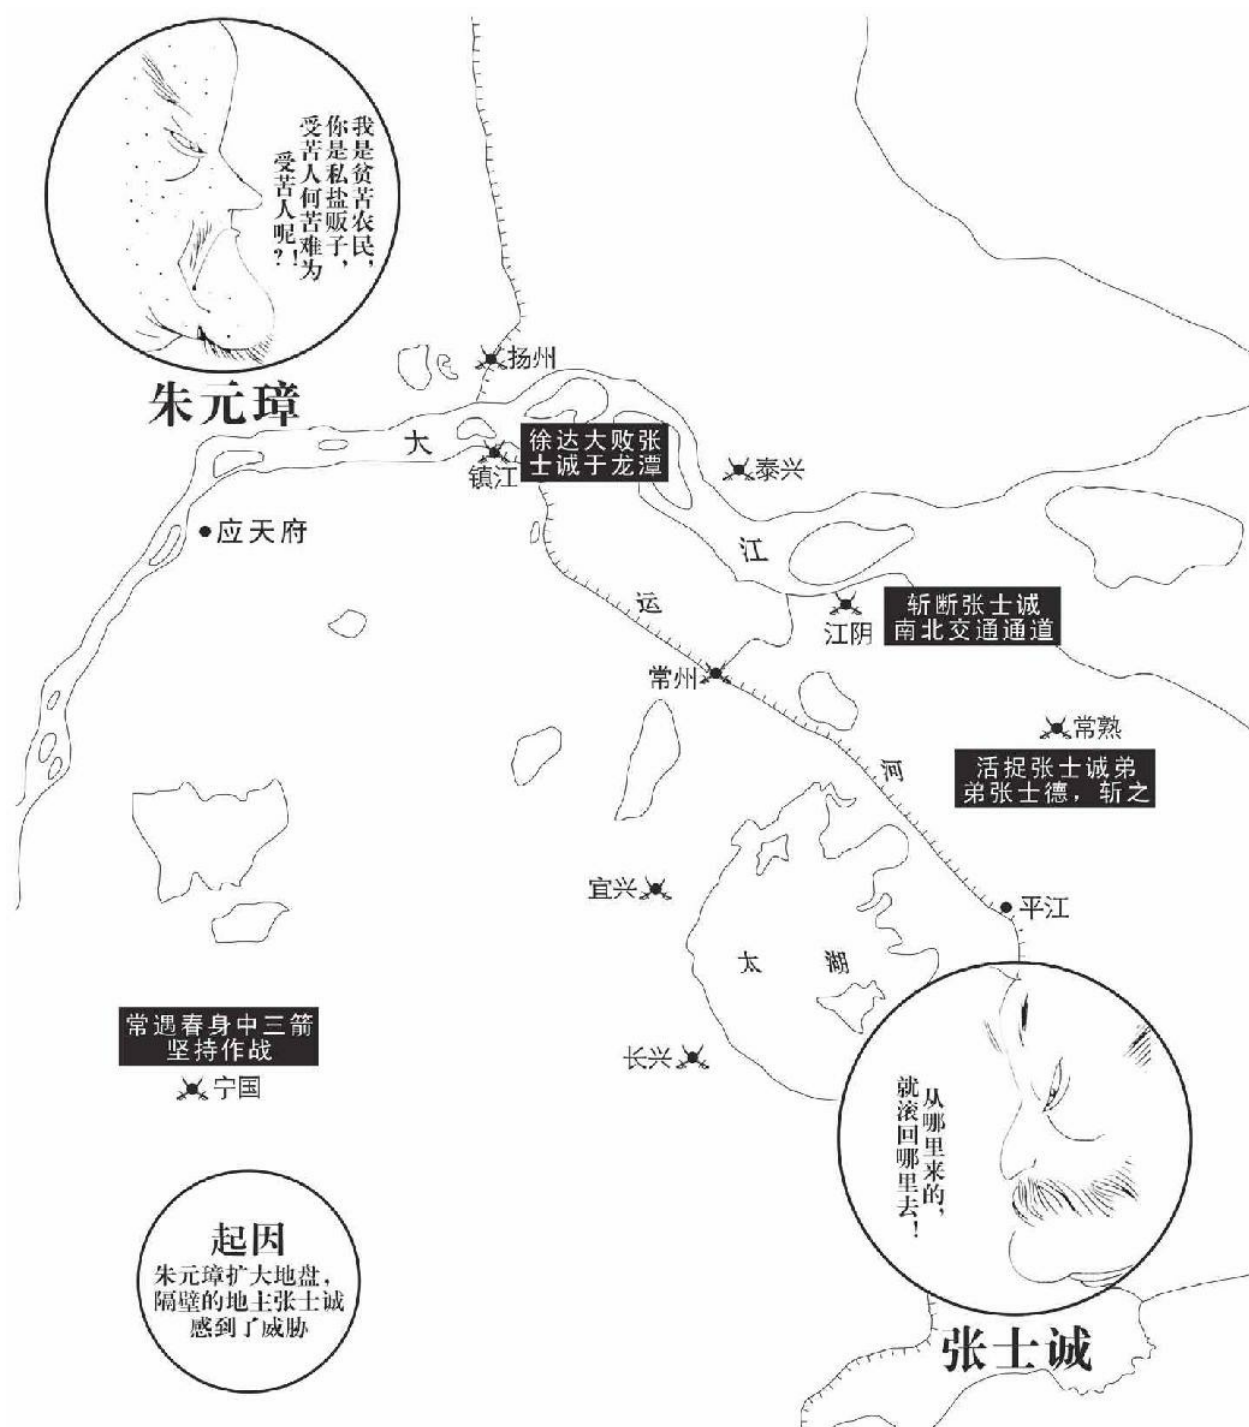 我是贫苦农民，
你是私盐贩子，
受苦人何苦难为
受苦人呢？！
朱元璋
扬州
大
镇江
徐达大败张
士诚于龙潭
泰兴
应天府
江
运
江阴
斩断张士诚
南北交通通道
常州
常熟
活捉张士诚弟
弟张士德，斩之
河
宜兴
平江
太湖
常遇春身中三箭
坚持作战
宁国
长兴
从哪里来的，
就滚回哪里去！
张士诚
起因
朱元璋扩大地盘，
隔壁的地主张士诚
感到了威胁